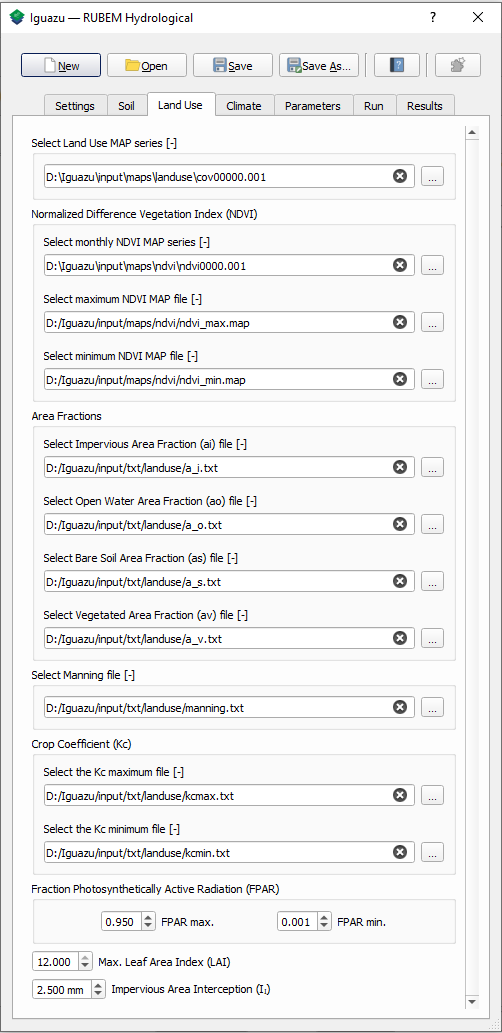 Iguazu — RUBEM Hydrological
New Open Save Save As...
Settings Soil Land Use Climate Parameters Run Results
Select Land Use MAP series [-]
D:\Iguazu\input\maps\landuse\cov00000.001 ...
Normalized Difference Vegetation Index (NDVI)
Select monthly NDVI MAP series [-]
D:\Iguazu\input\maps\ndvi\ndvi0000.001 ...
Select maximum NDVI MAP file [-]
D:/Iguazu/input/maps/ndvi/ndvi_max.map ...
Select minimum NDVI MAP file [-]
D:/Iguazu/input/maps/ndvi/ndvi_min.map ...
Area Fractions
Select Impervious Area Fraction (ai) file [-]
D:/Iguazu/input/txt/landuse/a_i.txt ...
Select Open Water Area Fraction (ao) file [-]
D:/Iguazu/input/txt/landuse/a_o.txt ...
Select Bare Soil Area Fraction (as) file [-]
D:/Iguazu/input/txt/landuse/a_s.txt ...
Select Vegetated Area Fraction (av) file [-]
D:/Iguazu/input/txt/landuse/a_v.txt ...
Select Manning file [-]
D:/Iguazu/input/txt/landuse/manning.txt ...
Crop Coefficient (Kc)
Select the Kc maximum file [-]
D:/Iguazu/input/txt/landuse/kcmax.txt ...
Select the Kc minimum file [-]
D:/Iguazu/input/txt/landuse/kcmin.txt ...
Fraction Photosynthetically Active Radiation (FPAR)
0.950 FPAR max. 0.001 FPAR min.
12.000 Max. Leaf Area Index (LAI)
2.500 mm Impervious Area Interception (Iᵢ)